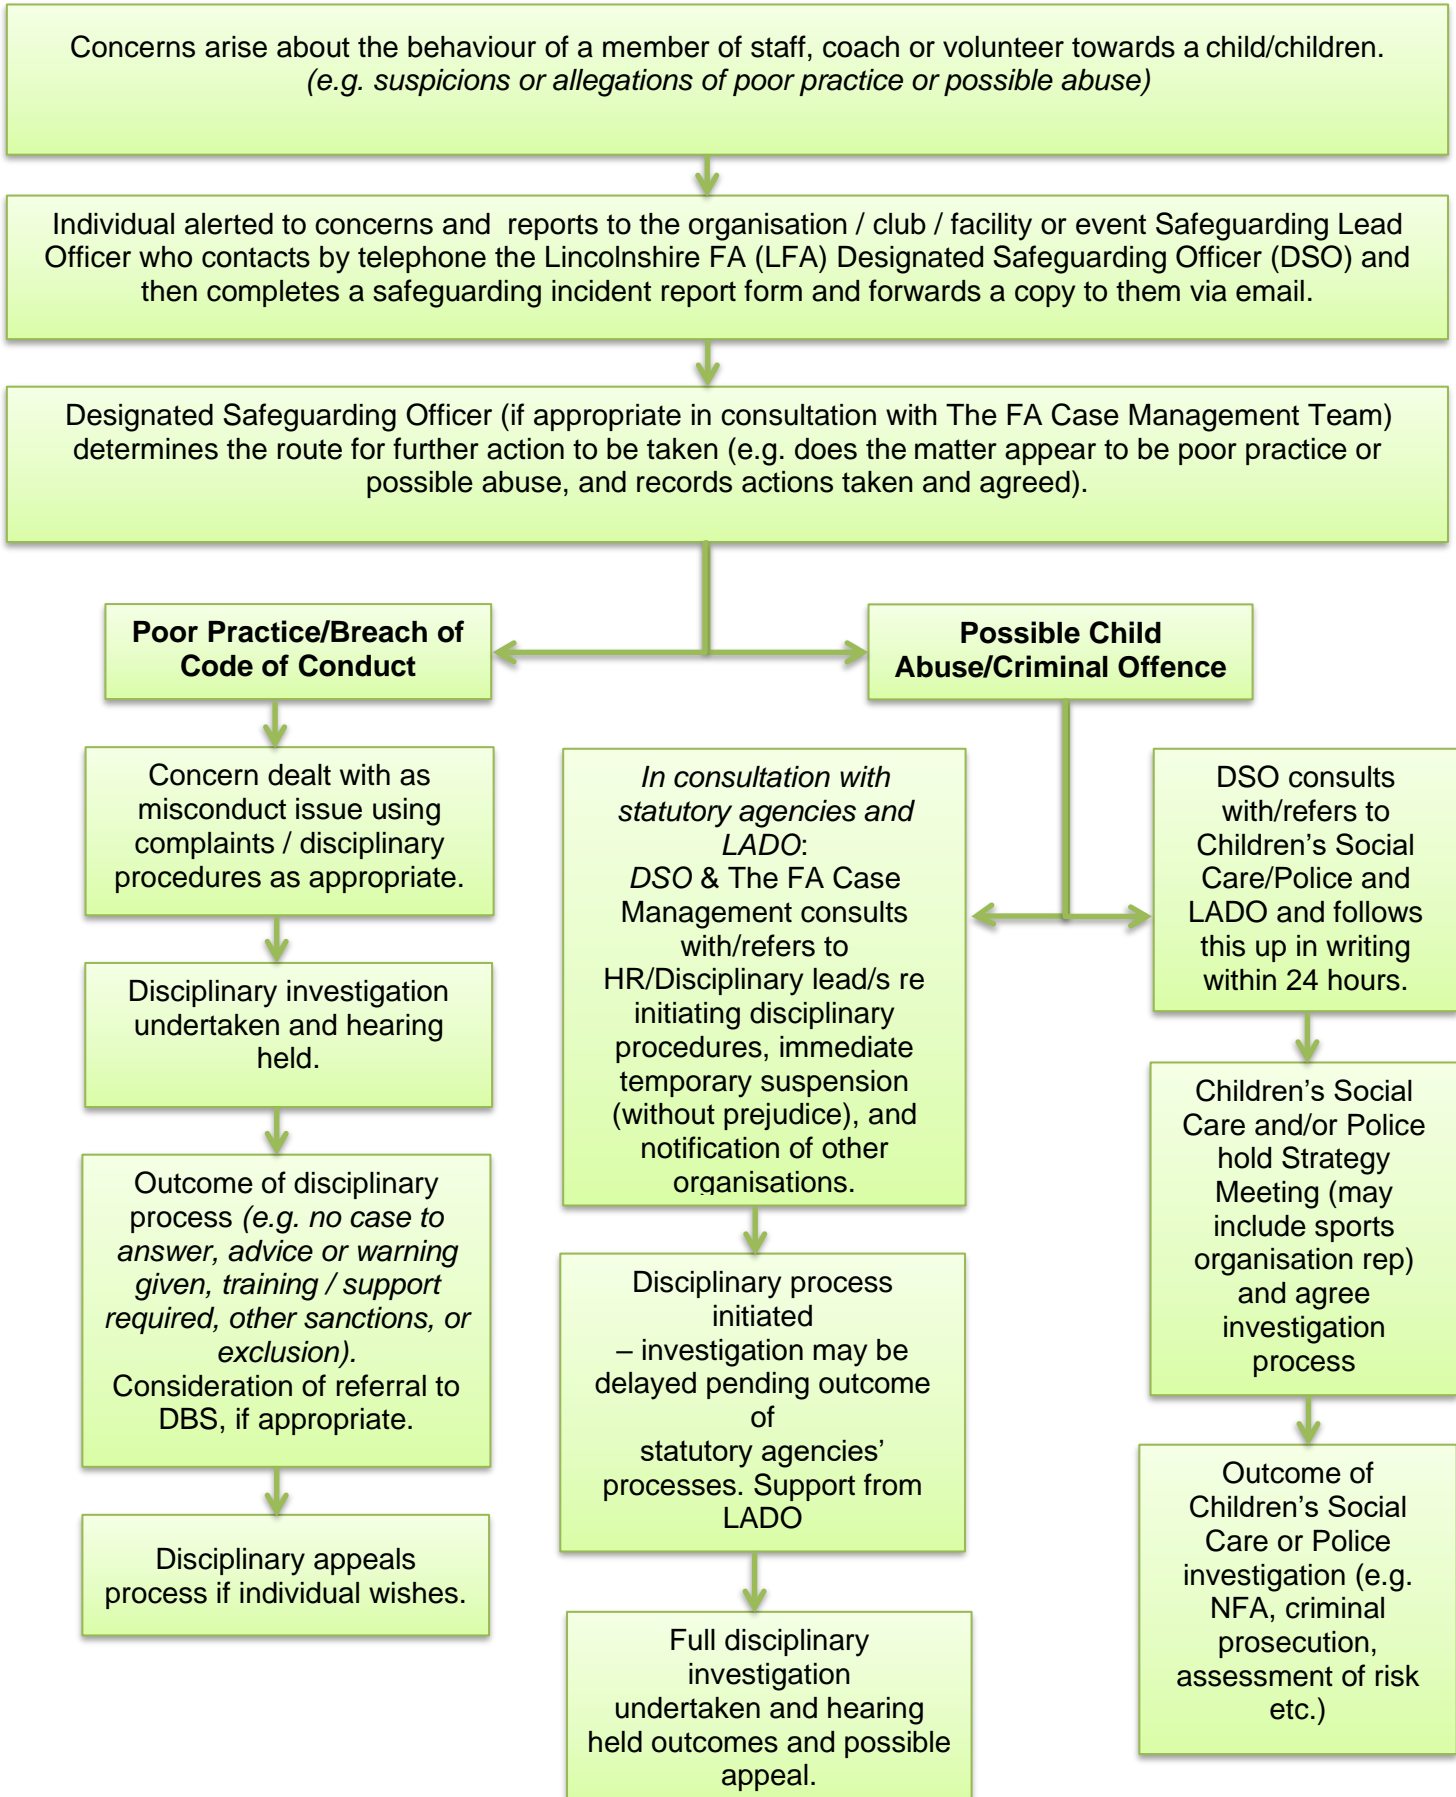 Concerns arise about the behaviour of a member of staff, coach or volunteer towards a child/children.
(e.g. suspicions or allegations of poor practice or possible abuse)
Individual alerted to concerns and reports to the organisation / club / facility or event Safeguarding Lead
Officer who contacts by telephone the Lincolnshire FA (LFA) Designated Safeguarding Officer (DSO) and
then completes a safeguarding incident report form and forwards a copy to them via email.
Designated Safeguarding Officer (if appropriate in consultation with The FA Case Management Team)
determines the route for further action to be taken (e.g. does the matter appear to be poor practice or
possible abuse, and records actions taken and agreed).
Poor Practice/Breach of
Code of Conduct
Possible Child
Abuse/Criminal Offence
Concern dealt with as
misconduct issue using
complaints / disciplinary
procedures as appropriate.
Disciplinary investigation
undertaken and hearing
held.
Outcome of disciplinary
process (e.g. no case to
answer, advice or warning
given, training / support
required, other sanctions, or
exclusion).
Consideration of referral to
DBS, if appropriate.
Disciplinary appeals
process if individual wishes.
In consultation with
statutory agencies and
LADO:
DSO & The FA Case
Management consults
with/refers to
HR/Disciplinary lead/s re
initiating disciplinary
procedures, immediate
temporary suspension
(without prejudice), and
notification of other
organisations.
Disciplinary process
initiated
– investigation may be
delayed pending outcome
of
statutory agencies’
processes. Support from
LADO
Full disciplinary
investigation
undertaken and hearing
held outcomes and possible
appeal.
DSO consults
with/refers to
Children’s Social
Care/Police and
LADO and follows
this up in writing
within 24 hours.
Children’s Social
Care and/or Police
hold Strategy
Meeting (may
include sports
organisation rep)
and agree
investigation
process
Outcome of
Children’s Social
Care or Police
investigation (e.g.
NFA, criminal
prosecution,
assessment of risk
etc.)